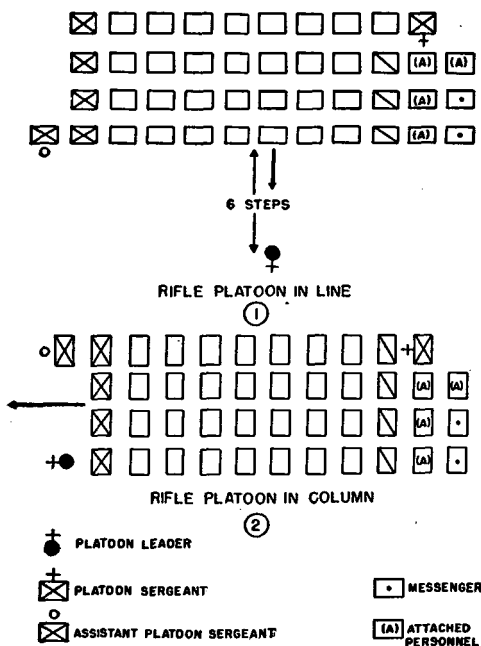 (A) (A)
(A)
(A)
6 STEPS
RIFLE PLATOON IN LINE
1
(A) (A)
(A)
(A)
RIFLE PLATOON IN COLUMN
2
PLATOON LEADER
PLATOON SERGEANT
MESSENGER
ASSISTANT PLATOON SERGEANT
(A) ATTACHED
PERSONNEL